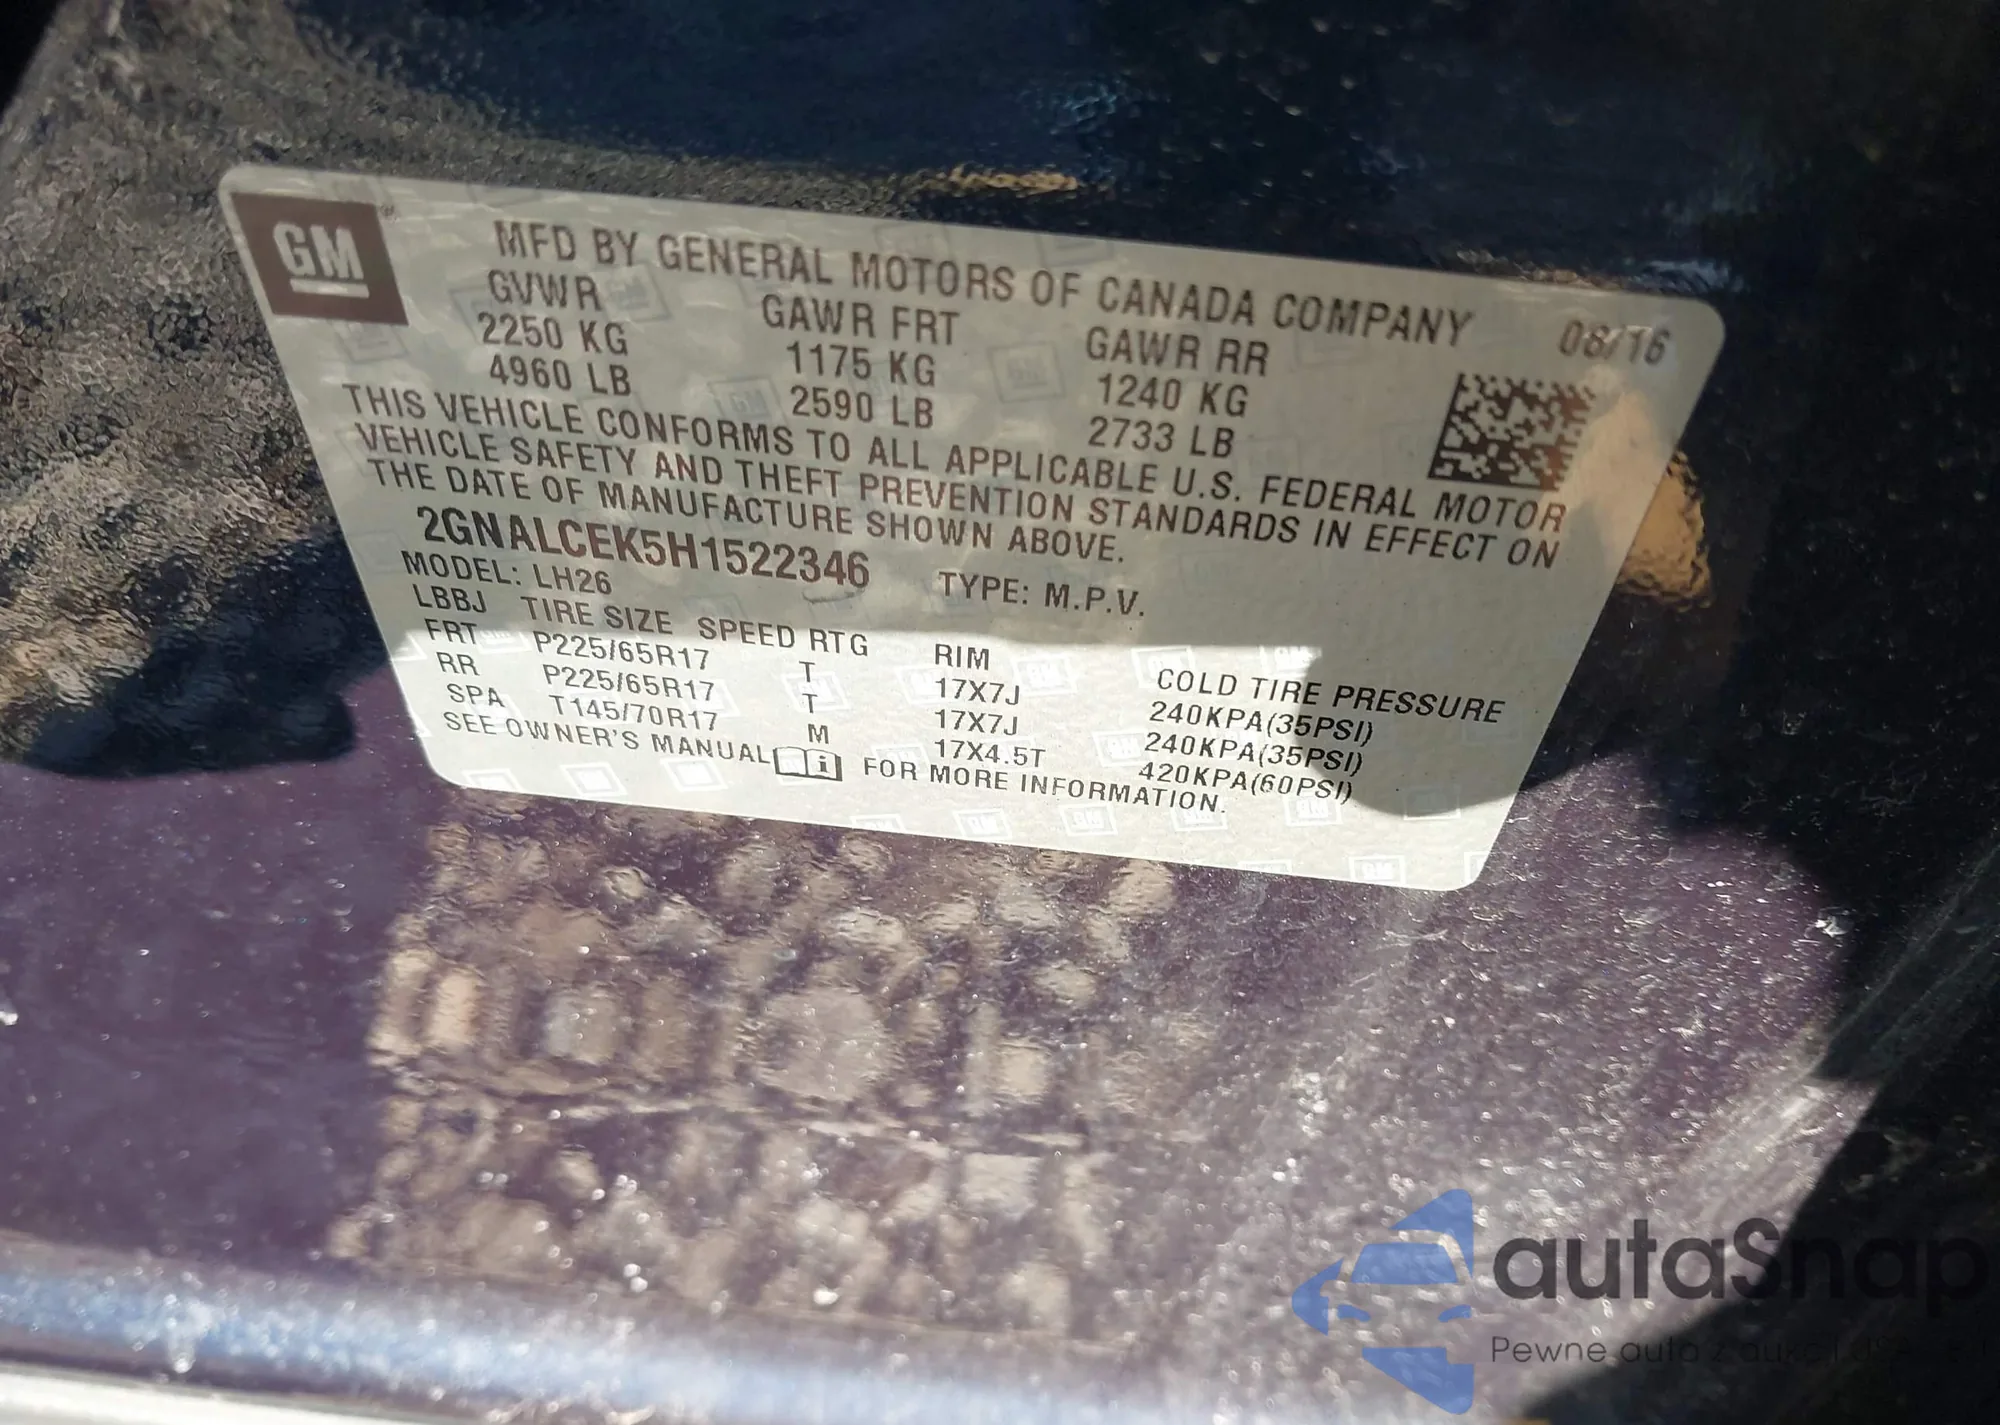 GM
MFD BY GENERAL MOTORS OF CANADA COMPANY 08/16
GVWR GAWR FRT GAWR RR
2250 KG 1175 KG 1240 KG
4960 LB 2590 LB 2733 LB
THIS VEHICLE CONFORMS TO ALL APPLICABLE U.S. FEDERAL MOTOR
VEHICLE SAFETY AND THEFT PREVENTION STANDARDS IN EFFECT ON
THE DATE OF MANUFACTURE SHOWN ABOVE.
2GNALCEK5H1522346 TYPE: M.P.V.
MODEL: LH26
LBBJ TIRE SIZE SPEED RTG RIM COLD TIRE PRESSURE
FRT P225/65R17 T 17X7J 240KPA(35PSI)
RR P225/65R17 T 17X7J 240KPA(35PSI)
SPA T145/70R17 M 17X4.5T 420KPA(60PSI)
SEE OWNER'S MANUAL i FOR MORE INFORMATION.
autaSnap
Pewne auta z